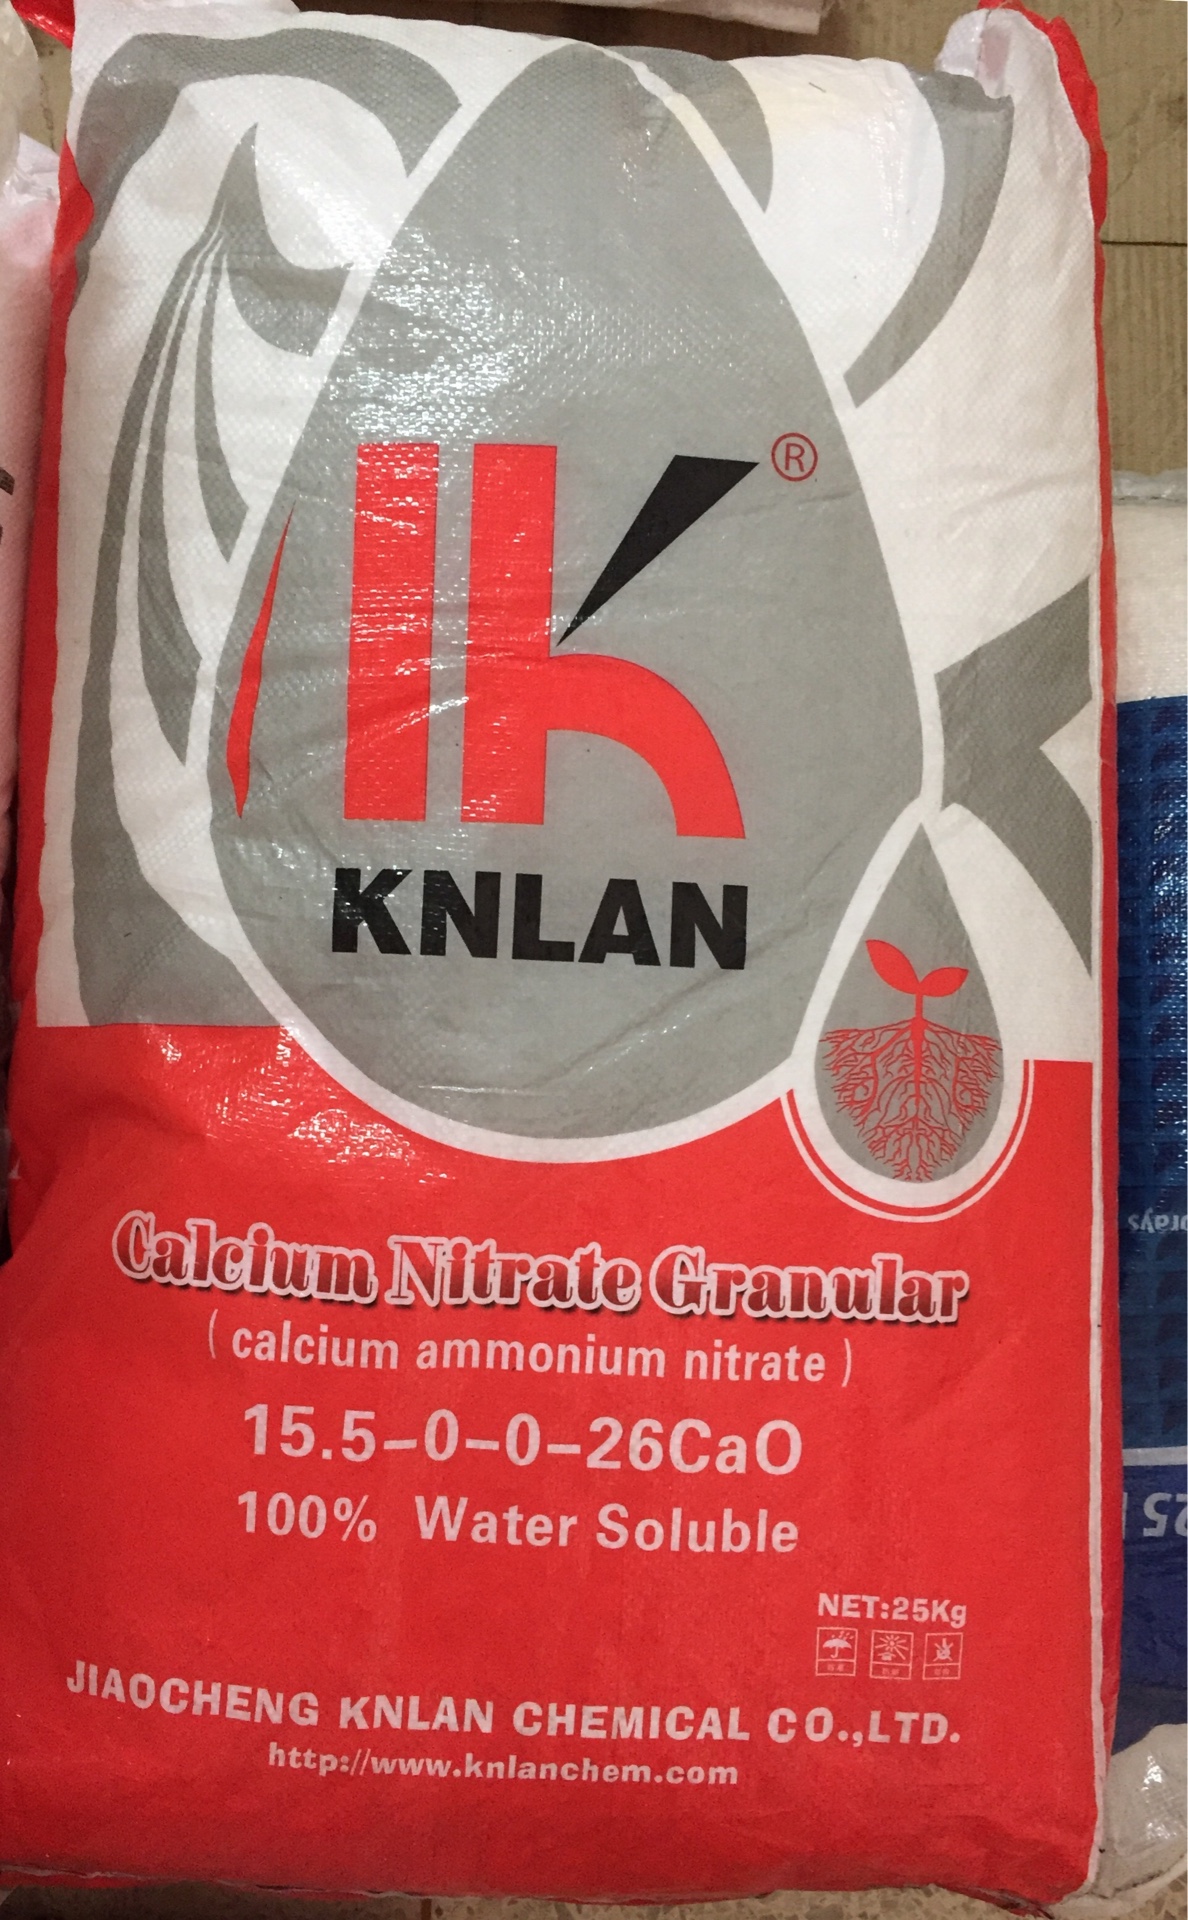 ®
KNLAN
Calcium Nitrate Granular
( calcium ammonium nitrate )
15.5-0-0-26CaO
100% Water Soluble
NET:25Kg
JIAOCHENG KNLAN CHEMICAL CO.,LTD.
http://www.knlanchem.com
25